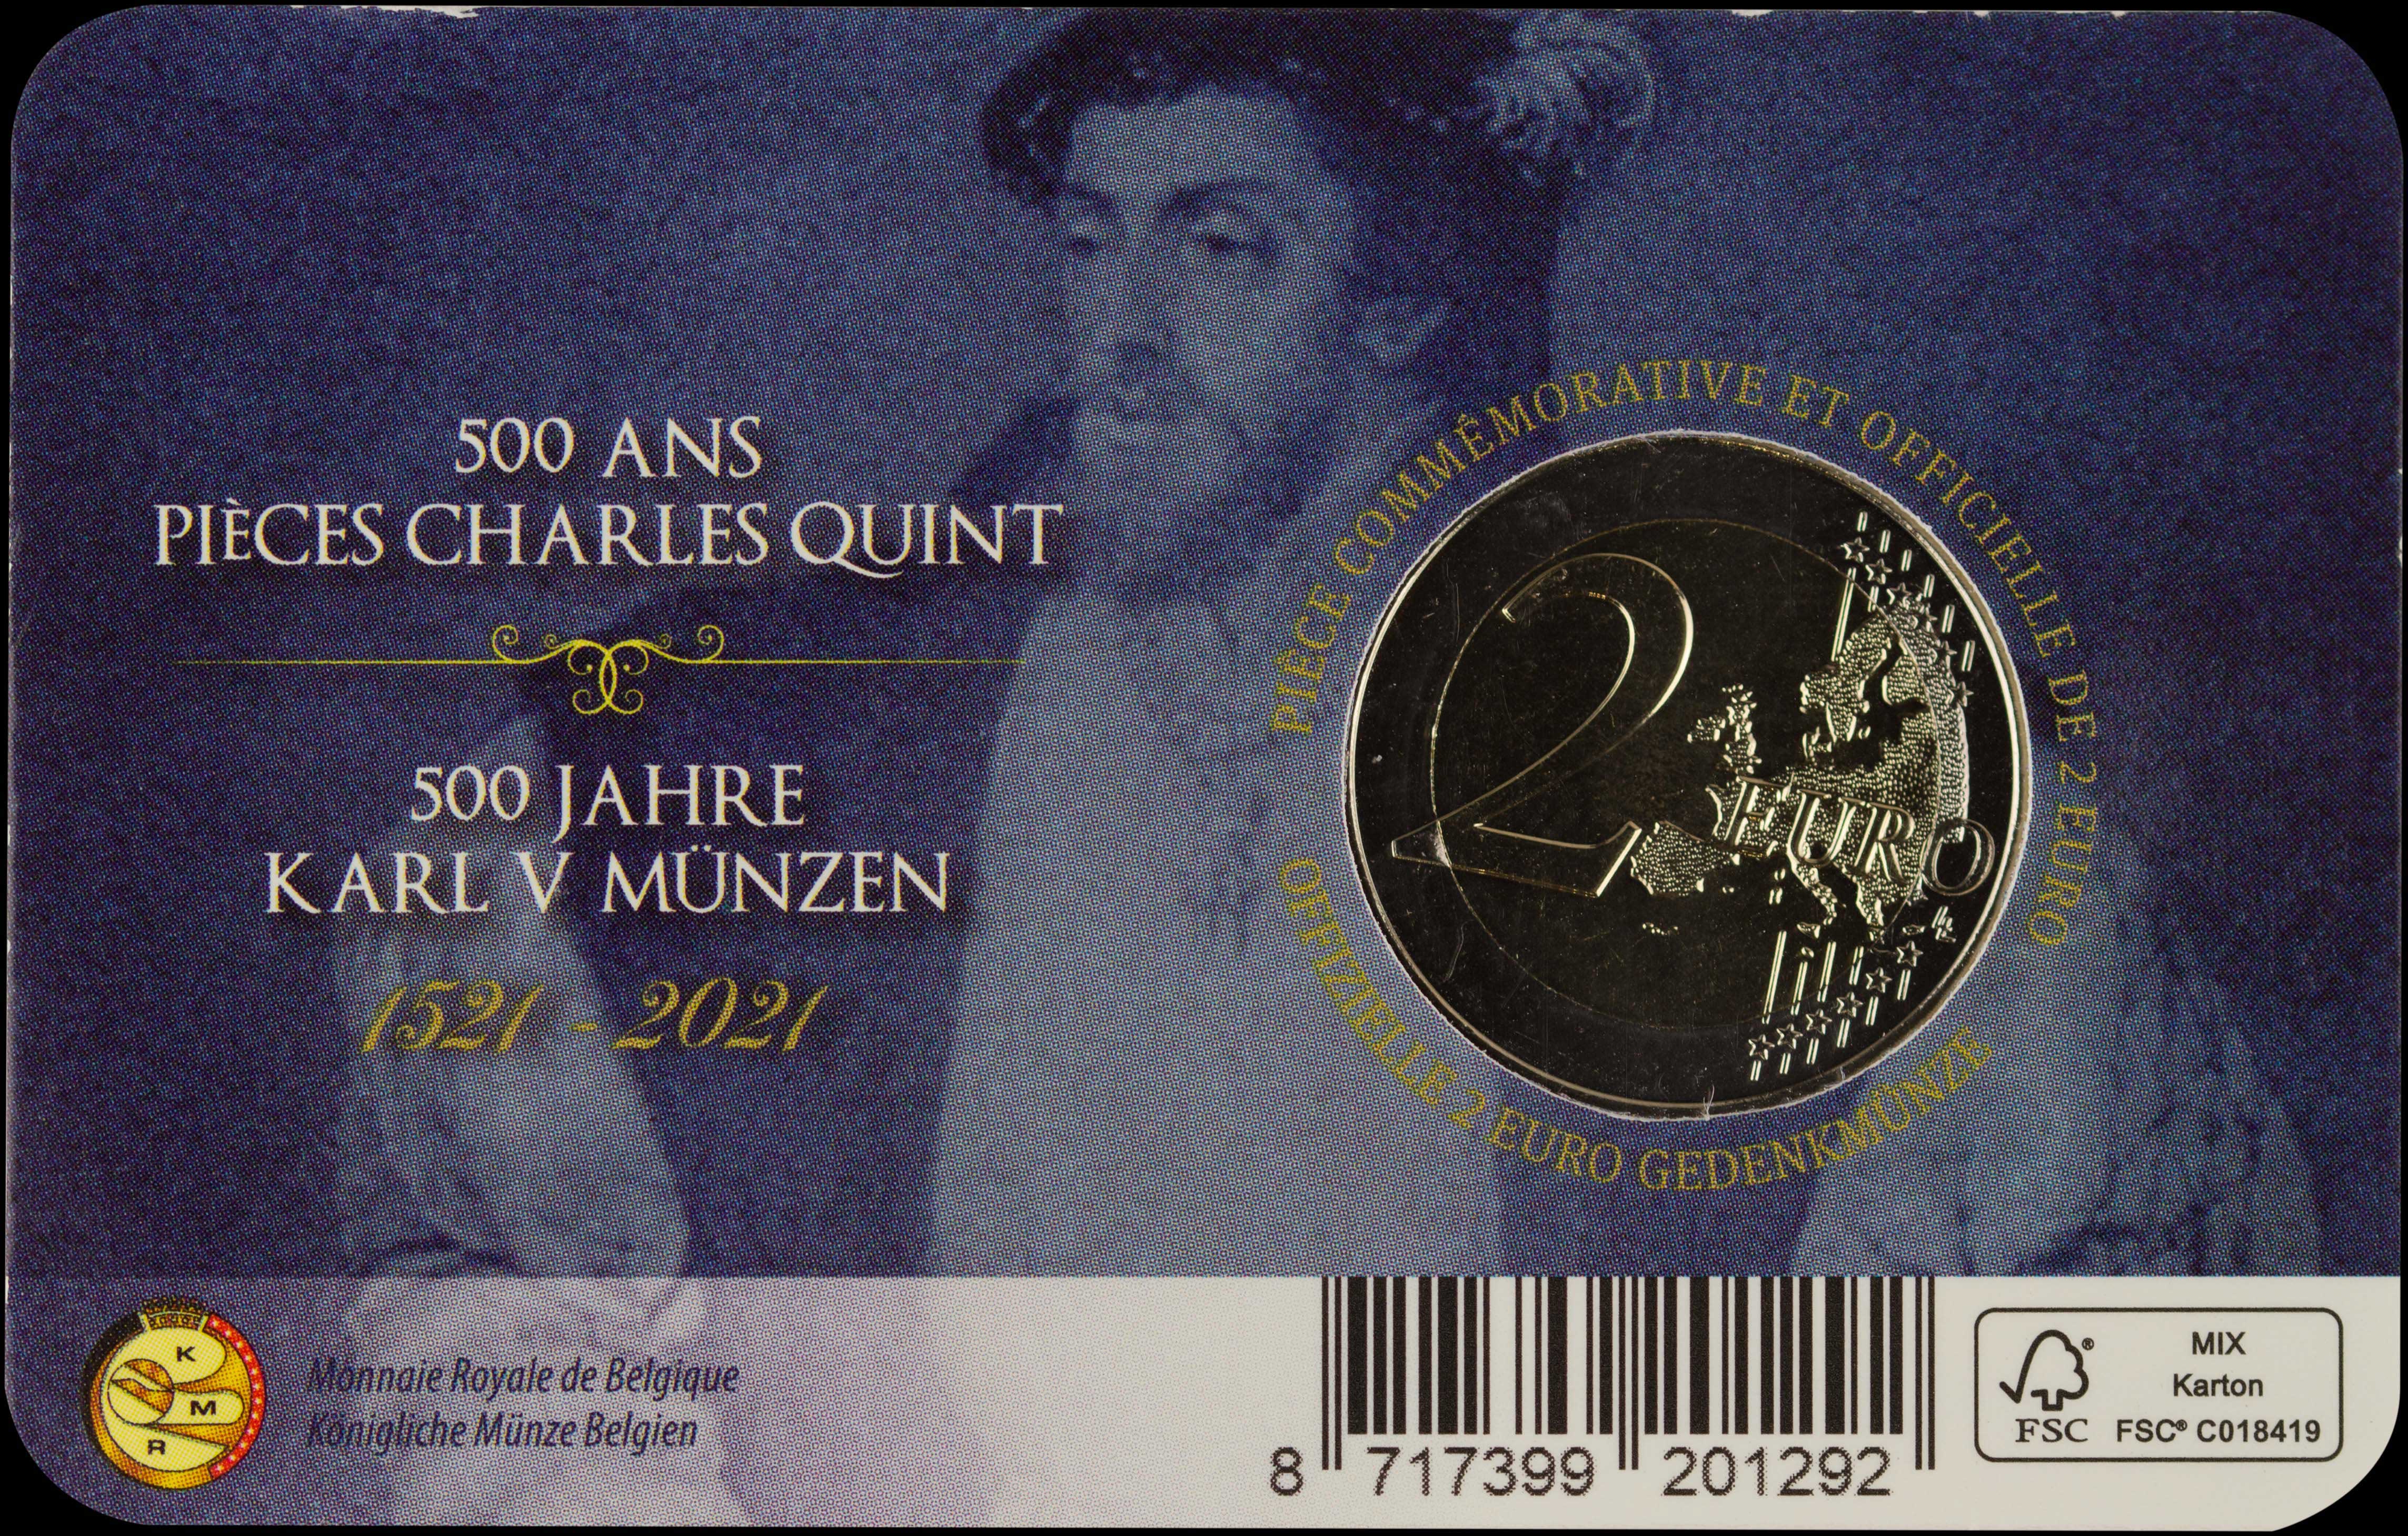 500 ANS
PIÈCES CHARLES QUINT
500 JAHRE
KARL V MÜNZEN
1521 - 2021
PIÈCE COMMÊMORATIVE ET OFFICIELLE DE 2 EURO
OFFIZIELLE 2 EURO GEDENKMÜNZE
2 EURO
K
M
R
Monnaie Royale de Belgique
Königliche Münze Belgien
8 717399 201292
FSC®
MIX
Karton
FSC® C018419